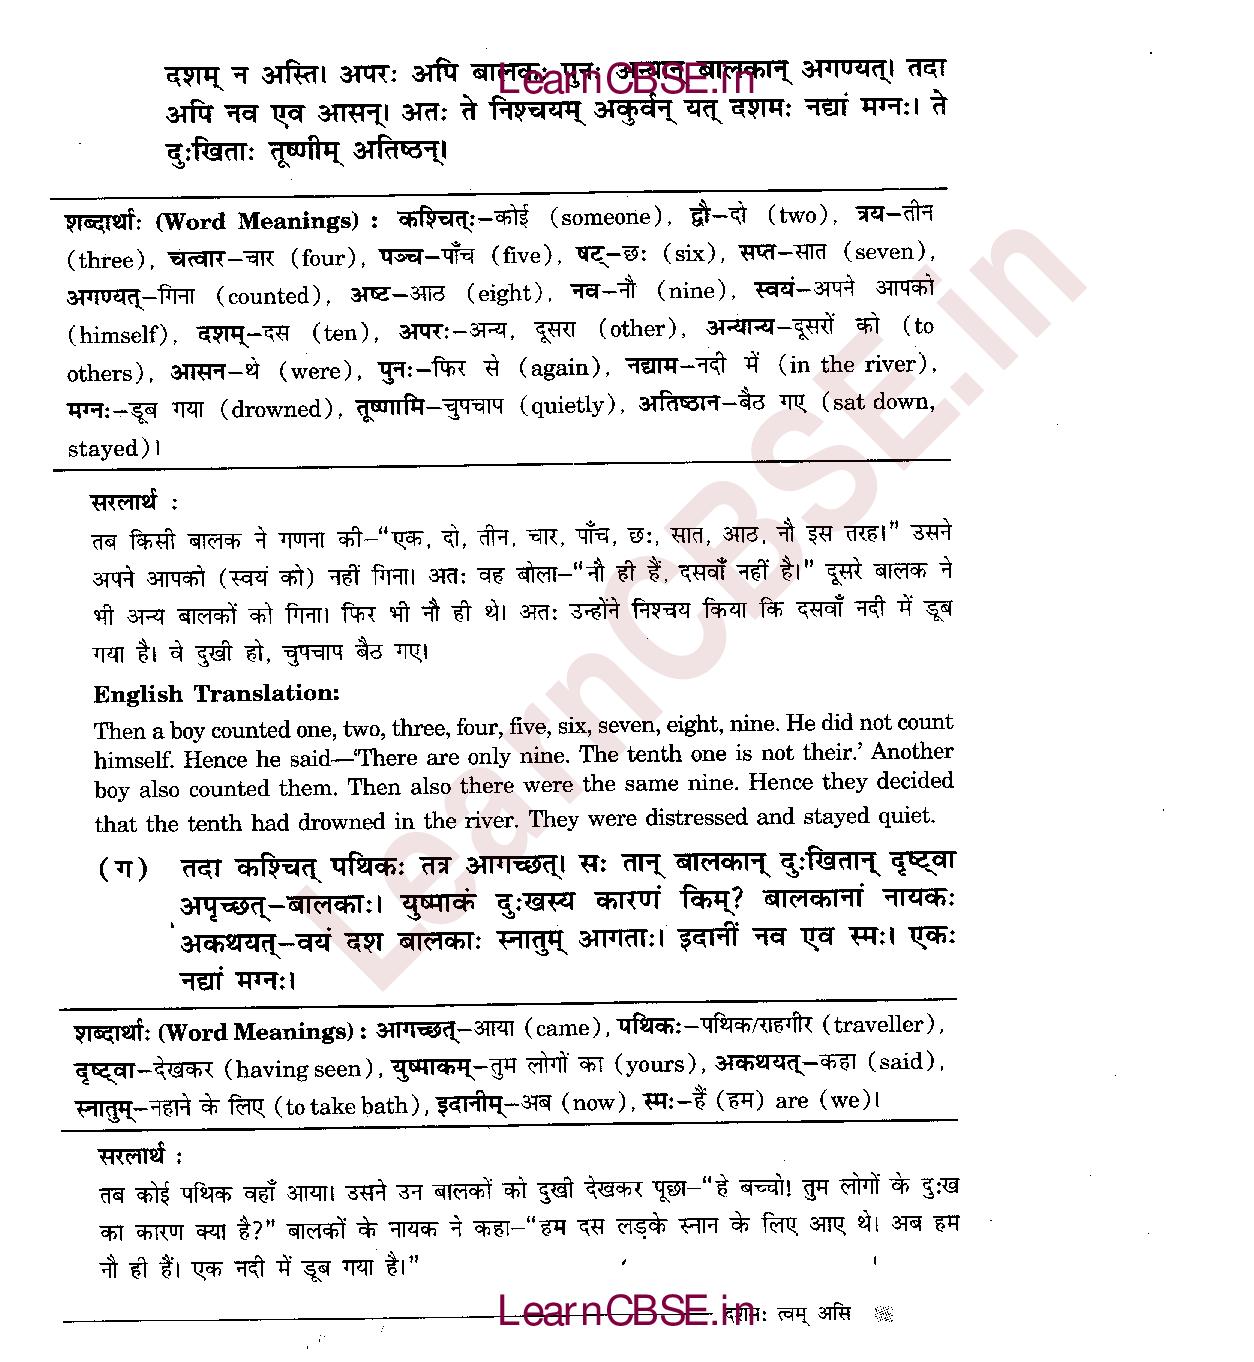 LearnCBSE.in
दशम् न अस्ति। अपरः अपि बालकः पुनः अन्यान् बालकान् अगण्यत्। तदा
अपि नव एव आसन्। अतः ते निश्चयम् अकुर्वन् यत् दशमः नद्यां मग्नः। ते
दुःखिताः तूष्णीम् अतिष्ठन्।
शब्दार्थाः (Word Meanings) : कश्चित्ः–कोई (someone), द्वौ–दो (two), त्रय–तीन
(three), चत्वार–चार (four), पञ्च–पाँच (five), षट्–छः (six), सप्त–सात (seven),
अगण्यत्–गिना (counted), अष्ट–आठ (eight), नव–नौ (nine), स्वयं–अपने आपको
(himself), दशम्–दस (ten), अपरः–अन्य, दूसरा (other), अन्यान्य–दूसरों को (to
others), आसन–थे (were), पुनः–फिर से (again), नद्याम–नदी में (in the river),
मग्नः–डूब गया (drowned), तूष्णामि–चुपचाप (quietly), अतिष्ठान–बैठ गए (sat down,
stayed)।
सरलार्थ :
तब किसी बालक ने गणना की–“एक, दो, तीन, चार, पाँच, छः, सात, आठ, नौ इस तरह।” उसने
अपने आपको (स्वयं को) नहीं गिना। अतः वह बोला–“नौ ही हैं, दसवाँ नहीं है।” दूसरे बालक ने
भी अन्य बालकों को गिना। फिर भी नौ ही थे। अतः उन्होंने निश्चय किया कि दसवाँ नदी में डूब
गया है। वे दुखी हो, चुपचाप बैठ गए।
English Translation:
Then a boy counted one, two, three, four, five, six, seven, eight, nine. He did not count
himself. Hence he said—‘There are only nine. The tenth one is not their.’ Another
boy also counted them. Then also there were the same nine. Hence they decided
that the tenth had drowned in the river. They were distressed and stayed quiet.
(ग) तदा कश्चित् पथिकः तत्र आगच्छत्। सः तान् बालकान् दुःखितान् दृष्ट्वा
अपृच्छत्–बालकाः। युष्माकं दुःखस्य कारणं किम्? बालकानां नायकः
अकथयत्–वयं दश बालकाः स्नातुम् आगताः। इदानीं नव एव स्मः। एकः
नद्यां मग्नः।
शब्दार्थाः (Word Meanings) : आगच्छत्–आया (came), पथिकः–पथिक/राहगीर (traveller),
दृष्ट्वा–देखकर (having seen), युष्माकम्–तुम लोगों का (yours), अकथयत्–कहा (said),
स्नातुम्–नहाने के लिए (to take bath), इदानीम्–अब (now), स्मः–हैं (हम) are (we)।
सरलार्थ :
तब कोई पथिक वहाँ आया। उसने उन बालकों को दुखी देखकर पूछा–“हे बच्चो! तुम लोगों के दुःख
का कारण क्या है?” बालकों के नायक ने कहा–“हम दस लड़के स्नान के लिए आए थे। अब हम
नौ ही हैं। एक नदी में डूब गया है।”
LearnCBSE.in
दशमः त्वम् असि
LearnCBSE.in